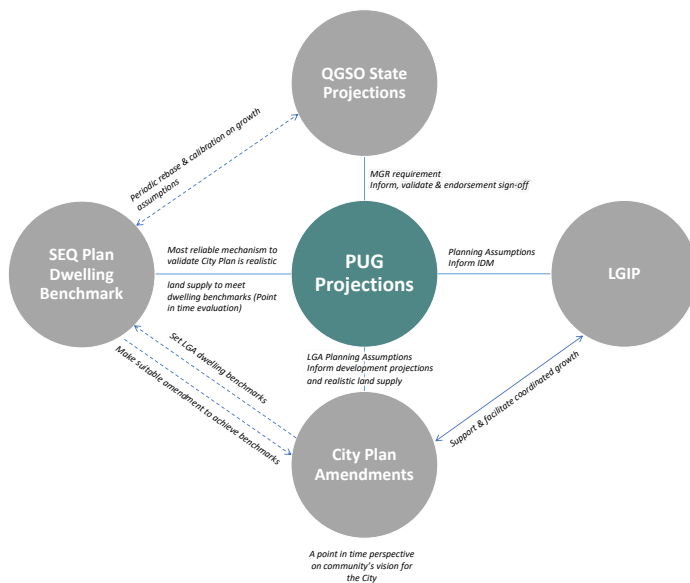 QGSO State
Projections
Periodic rebase & calibration on growth
assumptions
MGR requirement
Inform, validate & endorsement sign-off
SEQ Plan
Dwelling
Benchmark
Most reliable mechanism to
validate City Plan is realistic
land supply to meet
dwelling benchmarks (Point
in time evaluation)
PUG
Projections
Planning Assumptions
Inform IDM
LGIP
LGA Planning Assumptions
Inform development projections
and realistic land supply
Set LGA dwelling benchmarks
Make suitable amendment to achieve benchmarks
Support & facilitate coordinated growth
City Plan
Amendments
A point in time perspective
on community's vision for
the City